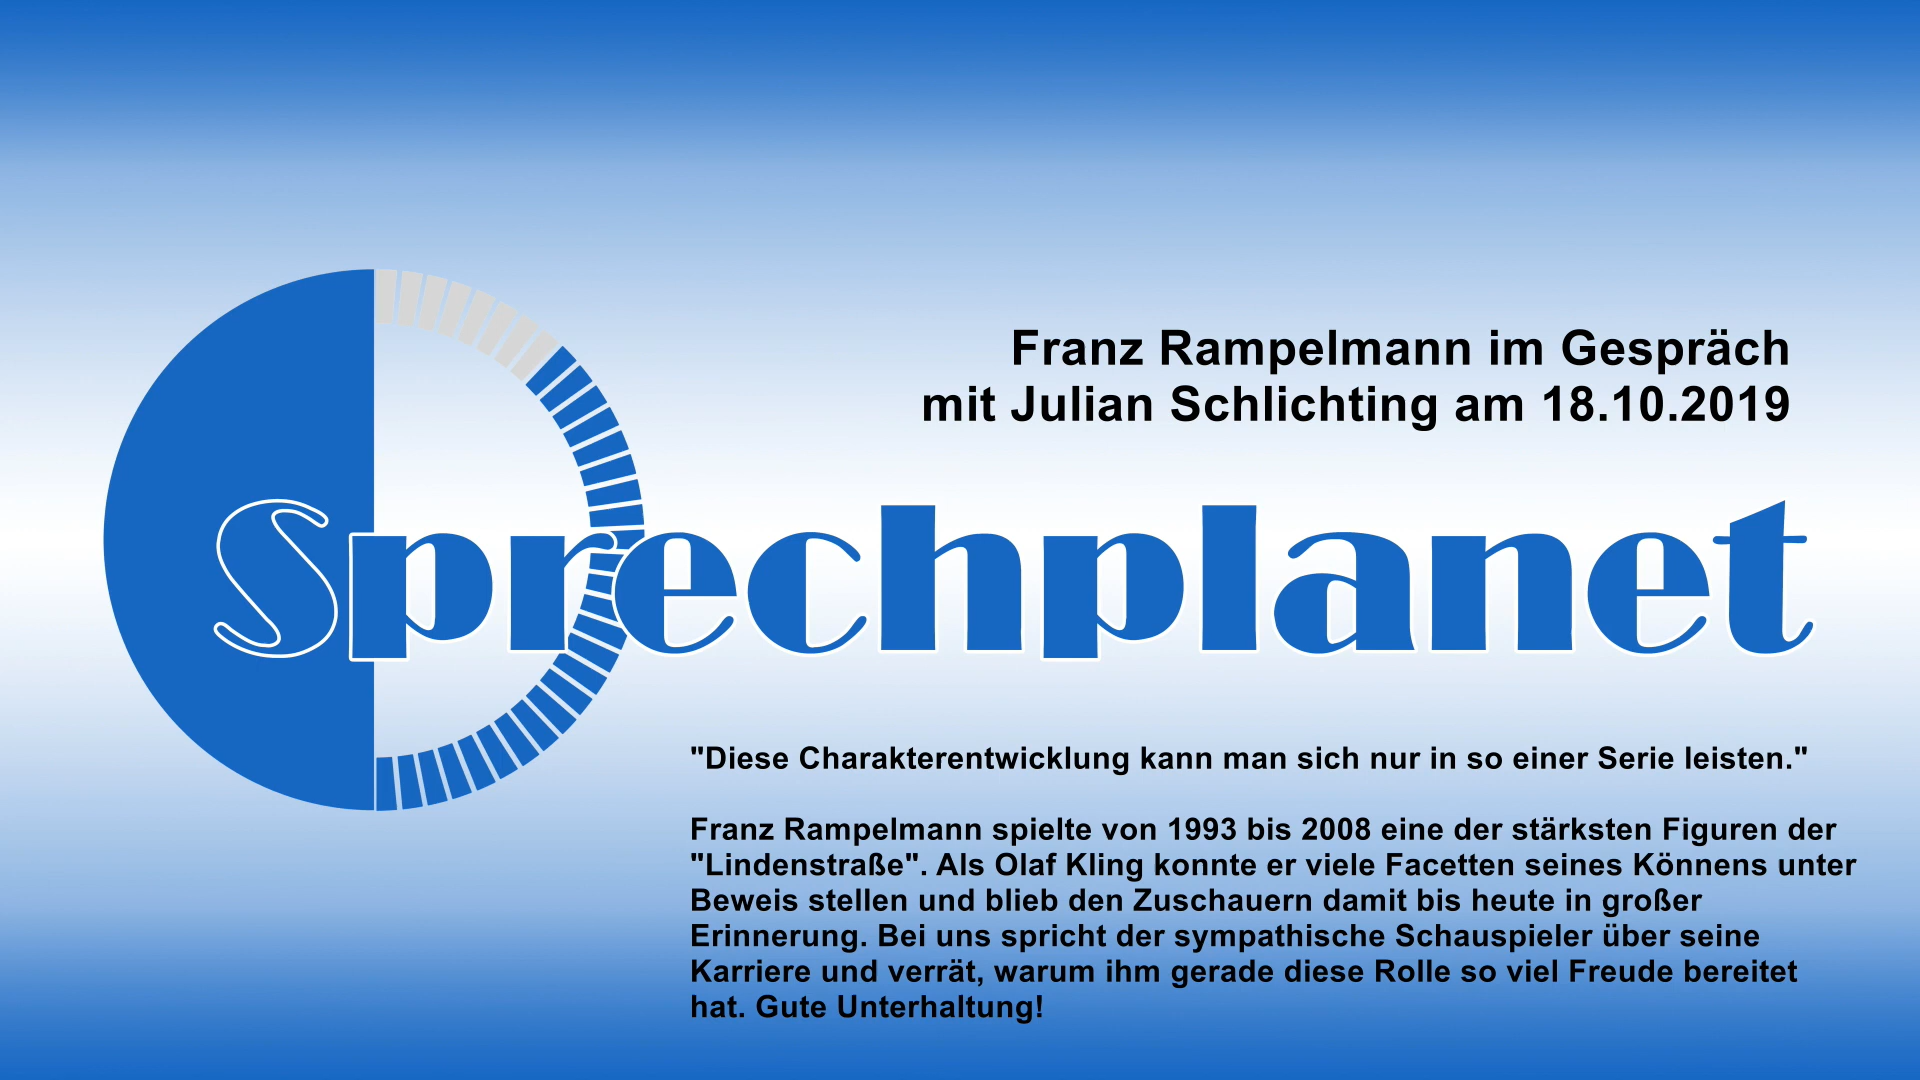 Franz Rampelmann im Gespräch
mit Julian Schlichting am 18.10.2019
Sprechplanet
"Diese Charakterentwicklung kann man sich nur in so einer Serie leisten."
Franz Rampelmann spielte von 1993 bis 2008 eine der stärksten Figuren der
"Lindenstraße". Als Olaf Kling konnte er viele Facetten seines Könnens unter
Beweis stellen und blieb den Zuschauern damit bis heute in großer
Erinnerung. Bei uns spricht der sympathische Schauspieler über seine
Karriere und verrät, warum ihm gerade diese Rolle so viel Freude bereitet
hat. Gute Unterhaltung!